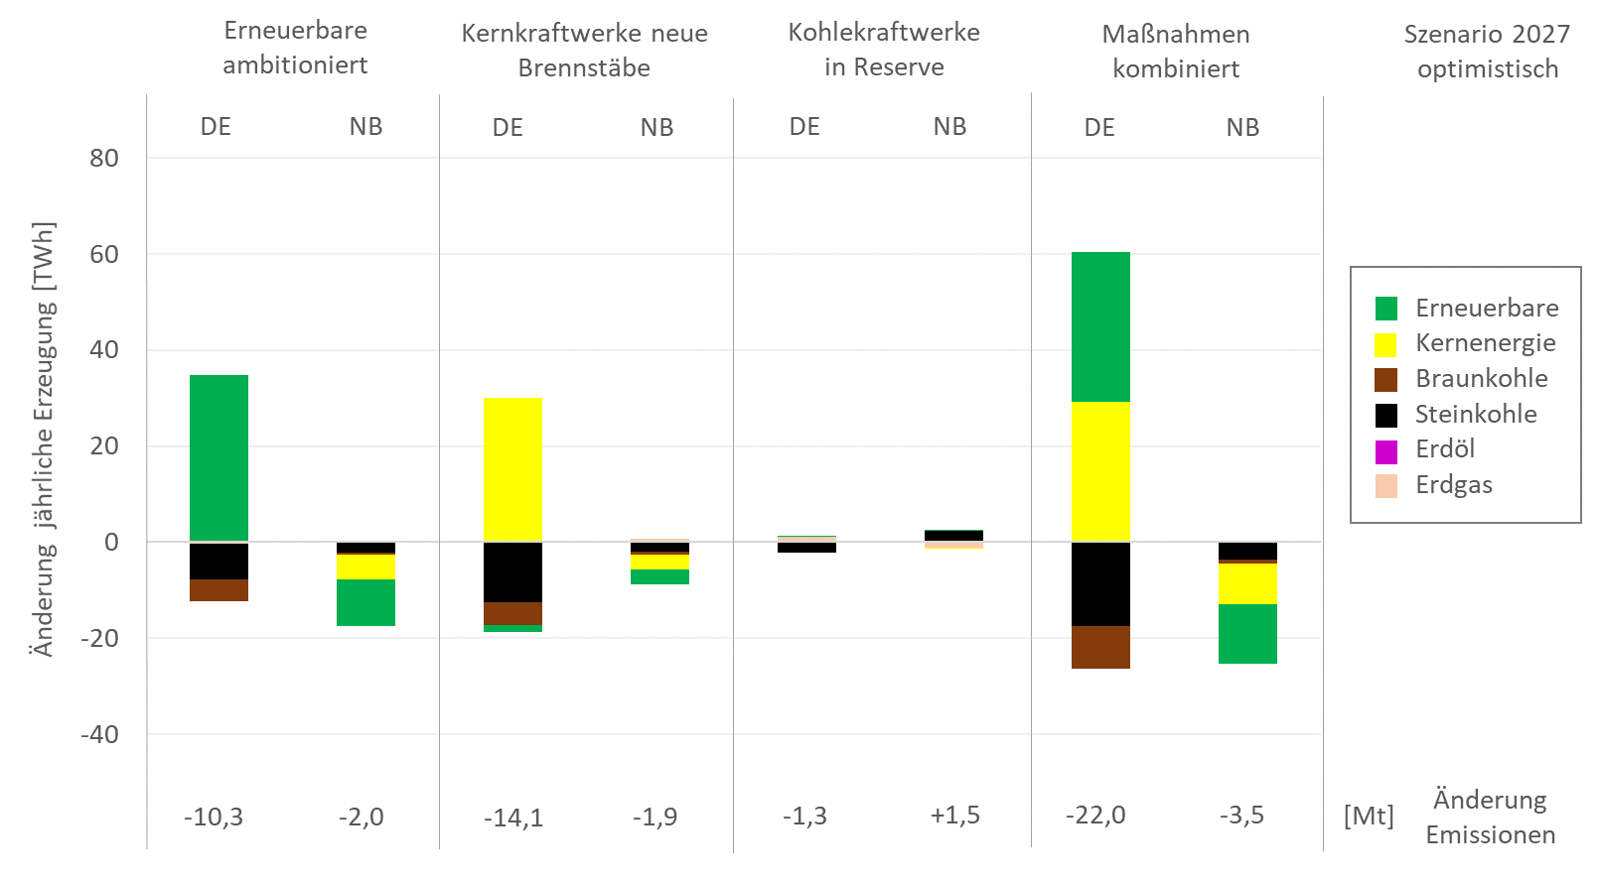 Erneuerbare
ambitioniert
Kernkraftwerke neue
Brennstäbe
Kohlekraftwerke
in Reserve
Maßnahmen
kombiniert
Szenario 2027
optimistisch
DE NB DE NB DE NB DE NB
Änderung jährliche Erzeugung [TWh]
80
60
40
20
0
-20
-40
Erneuerbare
Kernenergie
Braunkohle
Steinkohle
Erdöl
Erdgas
-10,3 -2,0 -14,1 -1,9 -1,3 +1,5 -22,0 -3,5 [Mt]
Änderung
Emissionen